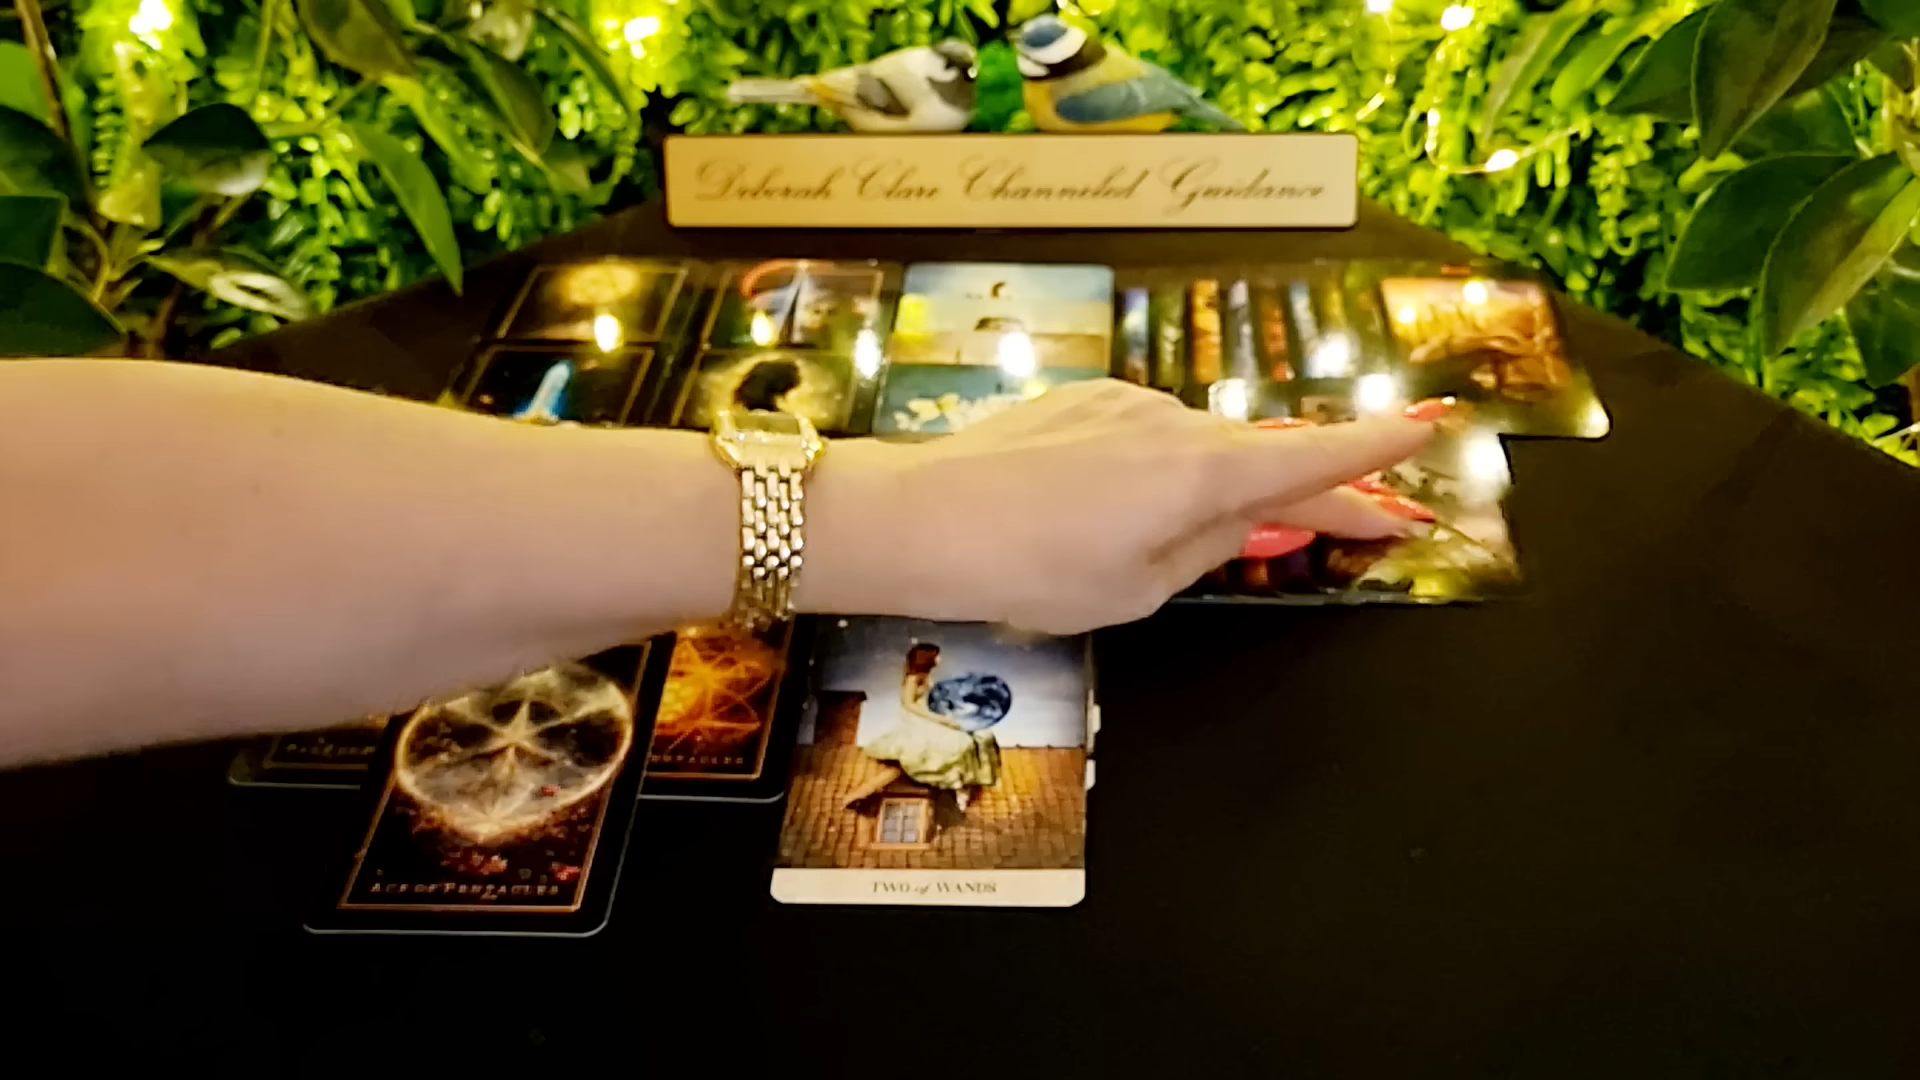 Deborah Clare Channeled Guidance
ACE OF PENTACLES
TWO of WANDS